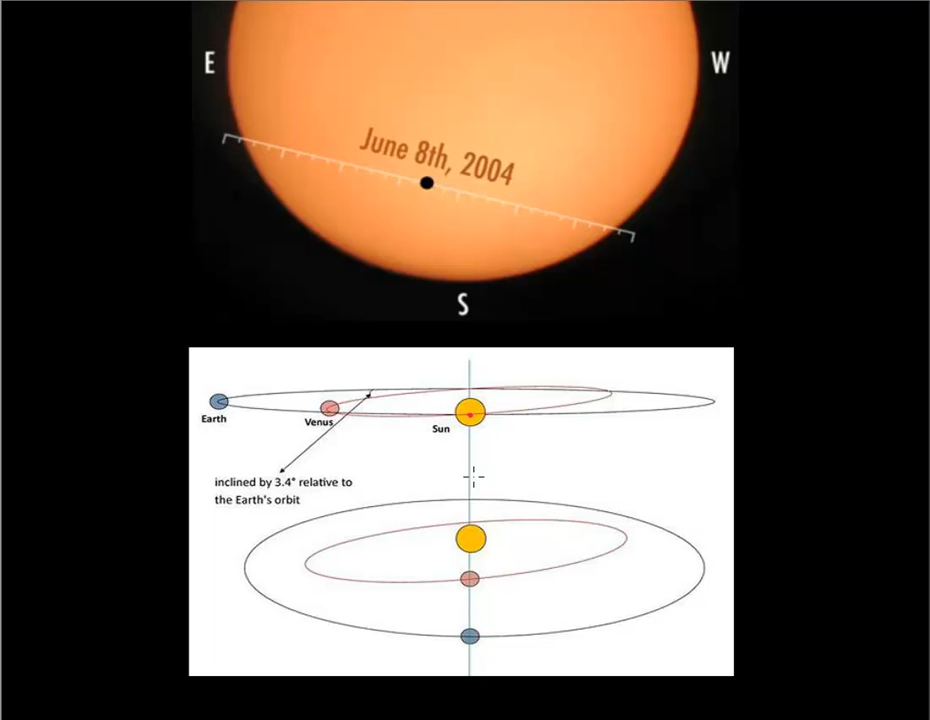 E
W
June 8th, 2004
S
Earth
Venus
Sun
inclined by 3.4° relative to
the Earth's orbit